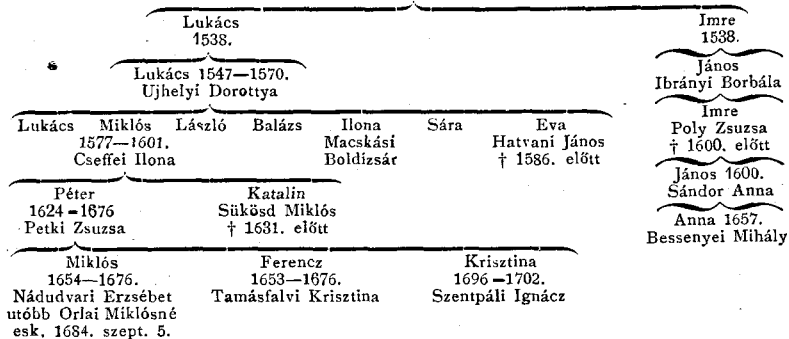 Lukács
1538.
Lukács 1547—1570.
Ujhelyi Dorottya
Lukács Miklós László Balázs Ilona Sára Eva
1577—1601. Macskási Hatvani János
Cseffei Ilona Boldizsár † 1586. előtt
Péter Katalin
1624-1676 Sükösd Miklós
Petki Zsuzsa † 1631. előtt
Miklós Ferencz Krisztina
1654—1676. 1653—1676. 1696-1702.
Nádudvari Erzsébet Tamásfalvi Krisztina Szentpáli Ignácz
utóbb Orlai Miklósné
esk. 1684. szept. 5.
Imre
1538.
János
Ibrányi Borbála
Imre
Poly Zsuzsa
† 1600. előtt
János 1600.
Sándor Anna
Anna 1657.
Bessenyei Mihály